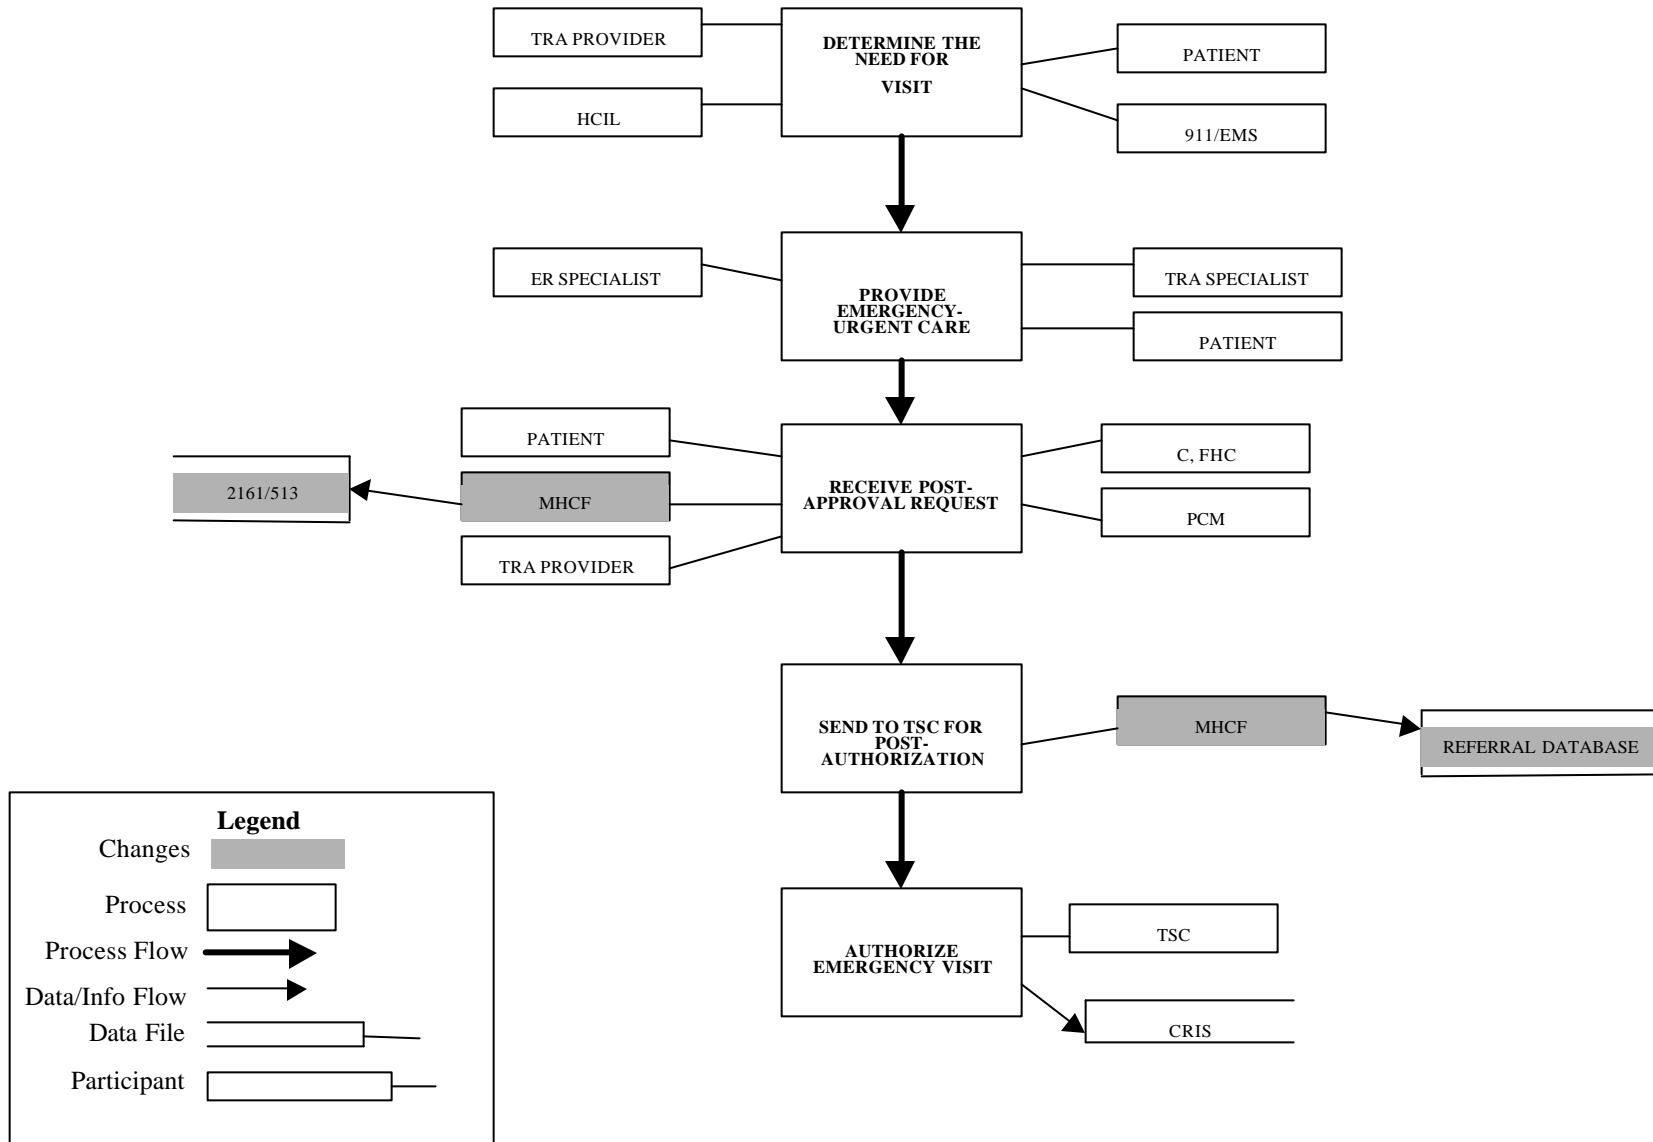 TRA PROVIDER
DETERMINE THE
NEED FOR
VISIT
PATIENT
HCIL
911/EMS
ER SPECIALIST
PROVIDE
EMERGENCY-
URGENT CARE
TRA SPECIALIST
PATIENT
PATIENT
2161/513
MHCF
TRA PROVIDER
RECEIVE POST-
APPROVAL REQUEST
C, FHC
PCM
SEND TO TSC FOR
POST-
AUTHORIZATION
MHCF
REFERRAL DATABASE
AUTHORIZE
EMERGENCY VISIT
TSC
CRIS
Legend
Changes
Process
Process Flow
Data/Info Flow
Data File
Participant